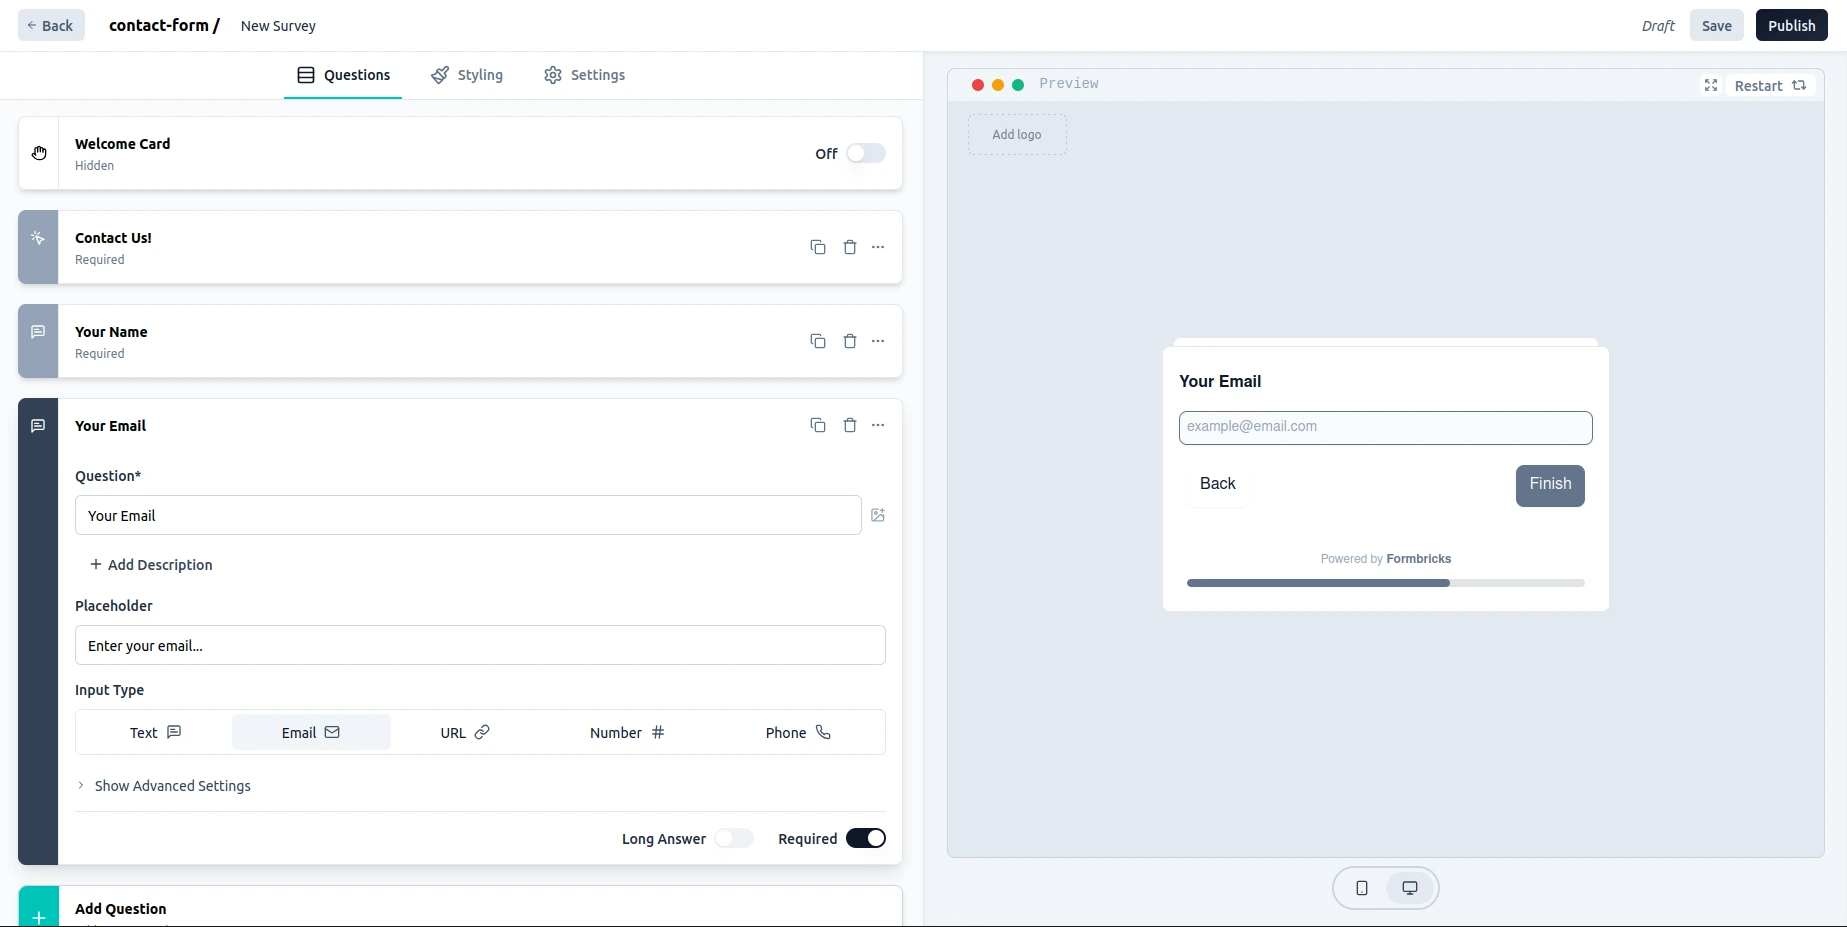 ← Back
contact-form /
New Survey
Draft
Save
Publish
Questions
Styling
Settings
Welcome Card
Hidden
Off
Contact Us!
Required
Your Name
Required
Your Email
Question*
Your Email
+ Add Description
Placeholder
Enter your email...
Input Type
Text
Email
URL
Number
Phone
Show Advanced Settings
Long Answer
Required
Add Question
Preview
Restart
Add logo
Your Email
example@email.com
Back
Finish
Powered by Formbricks